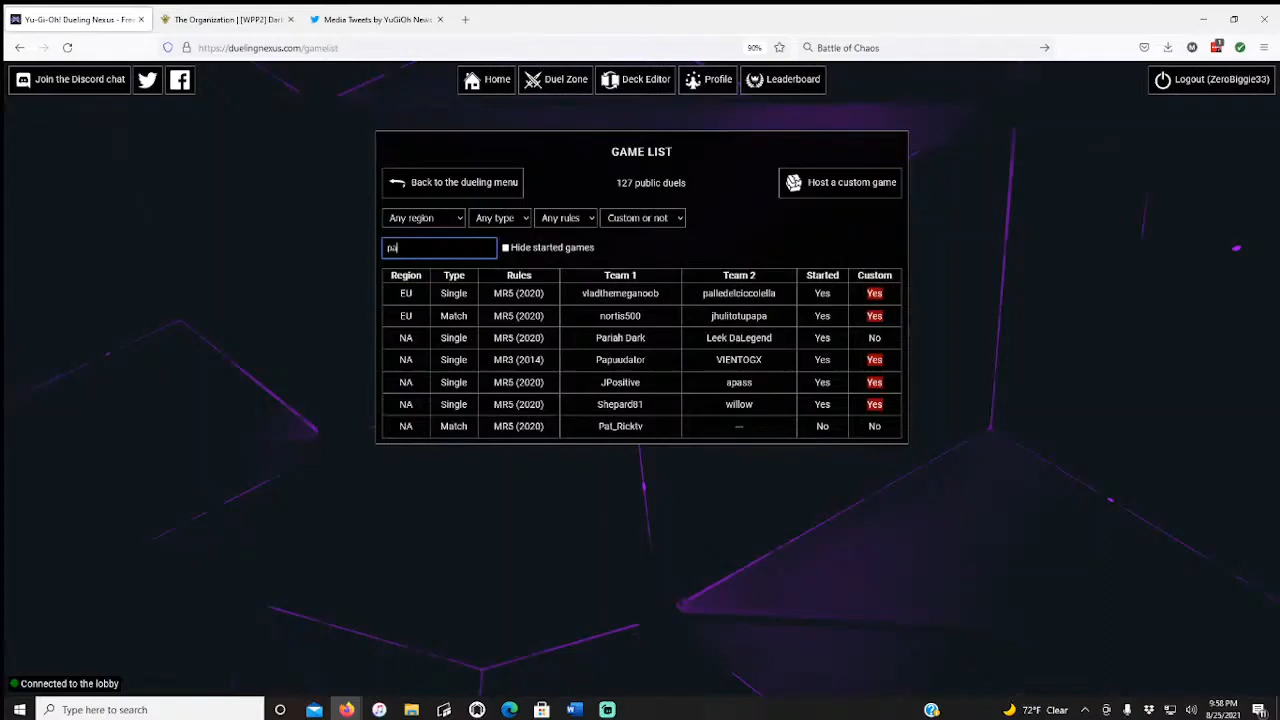 Yu-Gi-Oh! Dueling Nexus - Free
The Organization | [WPP2] Dari
Media Tweets by YuGiOh News
https://duelingnexus.com/gamelist
90%
Battle of Chaos
Join the Discord chat
Home
Duel Zone
Deck Editor
Profile
Leaderboard
Logout (ZeroBiggie33)
GAME LIST
Back to the dueling menu
127 public duels
Host a custom game
Any region
Any type
Any rules
Custom or not
pa
Hide started games
Region Type Rules Team 1 Team 2 Started Custom
EU Single MR5 (2020) vladthemeganoob palledelciccolella Yes Yes
EU Match MR5 (2020) nortis500 jhulitotupapa Yes Yes
NA Single MR5 (2020) Pariah Dark Leek DaLegend Yes No
NA Single MR3 (2014) Papuudator VIENTOGX Yes Yes
NA Single MR5 (2020) JPositive apass Yes Yes
NA Single MR5 (2020) Shepard81 willow Yes Yes
NA Match MR5 (2020) Pat_Ricktv --- No No
Connected to the lobby
Type here to search
72°F Clear
9:58 PM
8/25/2021